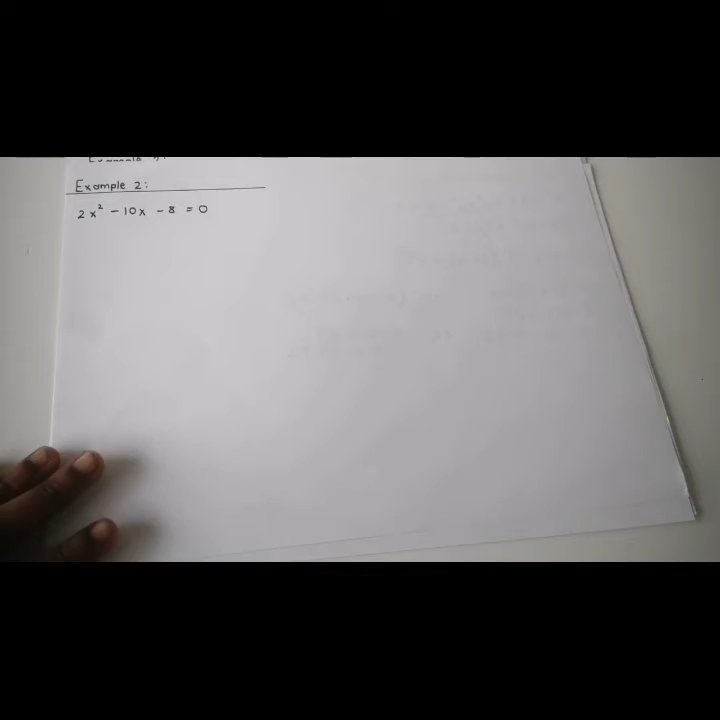 Example 2:
2x² - 10x - 8 = 0